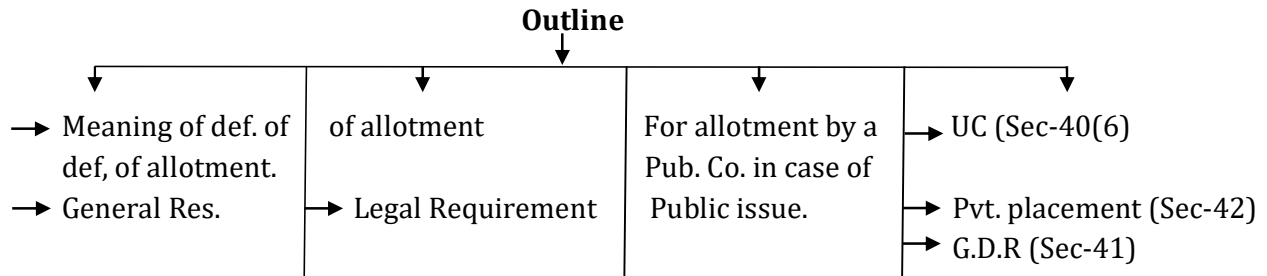 Outline
Meaning of def. of
def, of allotment.
General Res.
of allotment
Legal Requirement
For allotment by a
Pub. Co. in case of
Public issue.
UC (Sec-40(6)
Pvt. placement (Sec-42)
G.D.R (Sec-41)